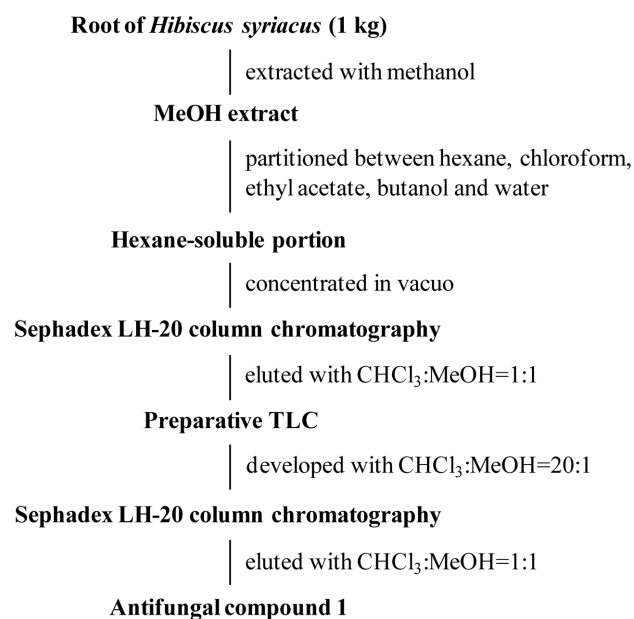 Root of Hibiscus syriacus (1 kg)
extracted with methanol
MeOH extract
partitioned between hexane, chloroform,
ethyl acetate, butanol and water
Hexane-soluble portion
concentrated in vacuo
Sephadex LH-20 column chromatography
eluted with CHCl₃:MeOH=1:1
Preparative TLC
developed with CHCl₃:MeOH=20:1
Sephadex LH-20 column chromatography
eluted with CHCl₃:MeOH=1:1
Antifungal compound 1